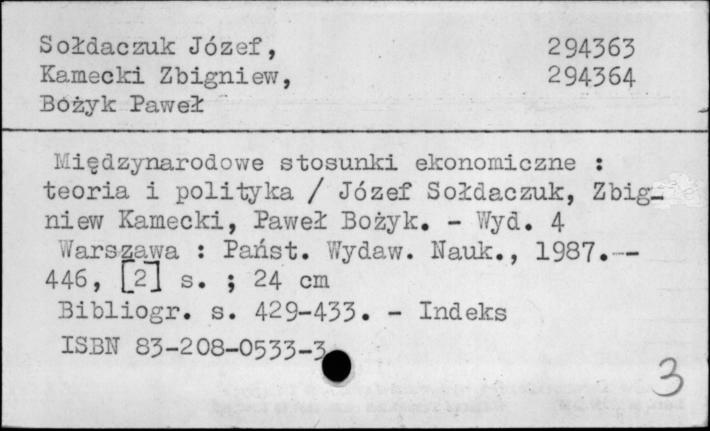 Sołdaczuk Józef, 294363
Kamecki Zbigniew, 294364
Bożyk Paweł
Międzynarodowe stosunki ekonomiczne :
teoria i polityka / Józef Sołdaczuk, Zbig-
niew Kamecki, Paweł Bożyk. - Wyd. 4
Warszawa : Państ. Wydaw. Nauk., 1987.--
446, [2] s. ; 24 cm
Bibliogr. s. 429-433. - Indeks
ISBN 83-208-0533-3
3